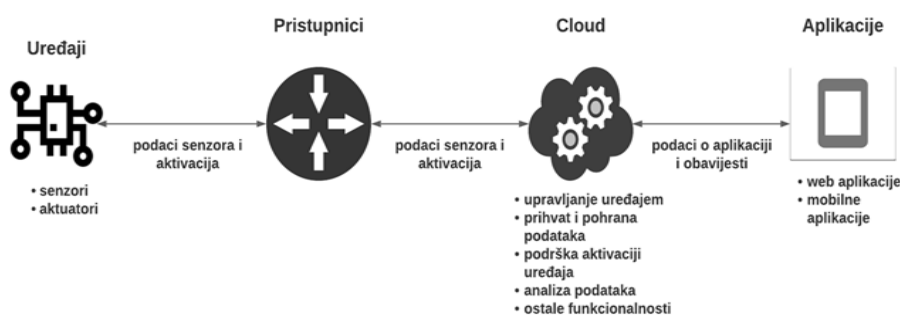 Uređaji
• senzori
• aktuatori
podaci senzora i
aktivacija
Pristupnici
podaci senzora i
aktivacija
Cloud
• upravljanje uređajem
• prihvat i pohrana
podataka
• podrška aktivaciji
uređaja
• analiza podataka
• ostale funkcionalnosti
podaci o aplikaciji
i obavijesti
Aplikacije
• web aplikacije
• mobilne
aplikacije